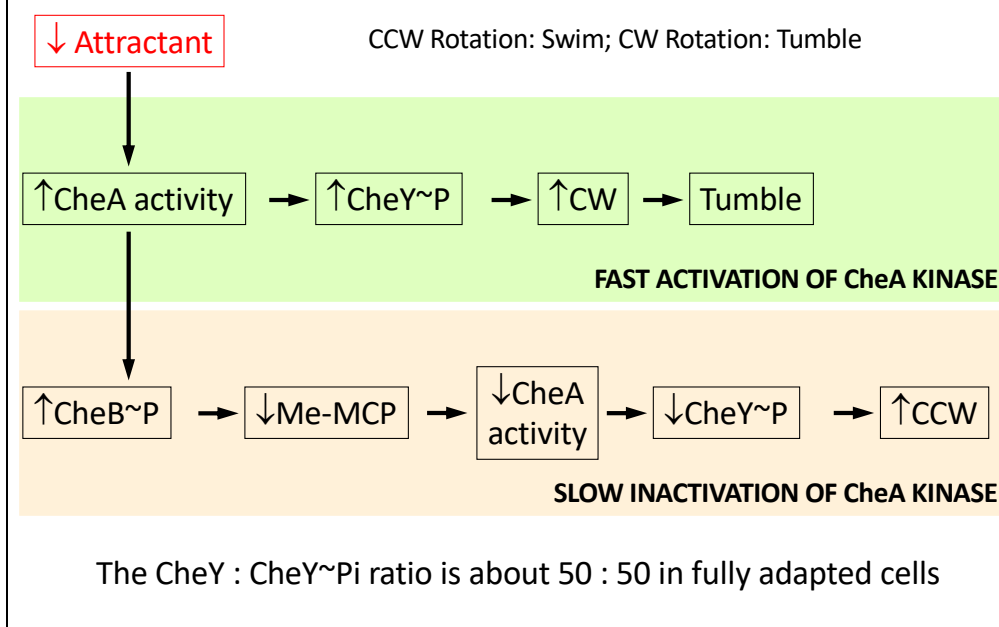 ↓ Attractant
CCW Rotation: Swim; CW Rotation: Tumble
↑CheA activity
↑CheY~P
↑CW
Tumble
FAST ACTIVATION OF CheA KINASE
↑CheB~P
↓Me-MCP
↓CheA
activity
↓CheY~P
↑CCW
SLOW INACTIVATION OF CheA KINASE
The CheY : CheY~Pi ratio is about 50 : 50 in fully adapted cells